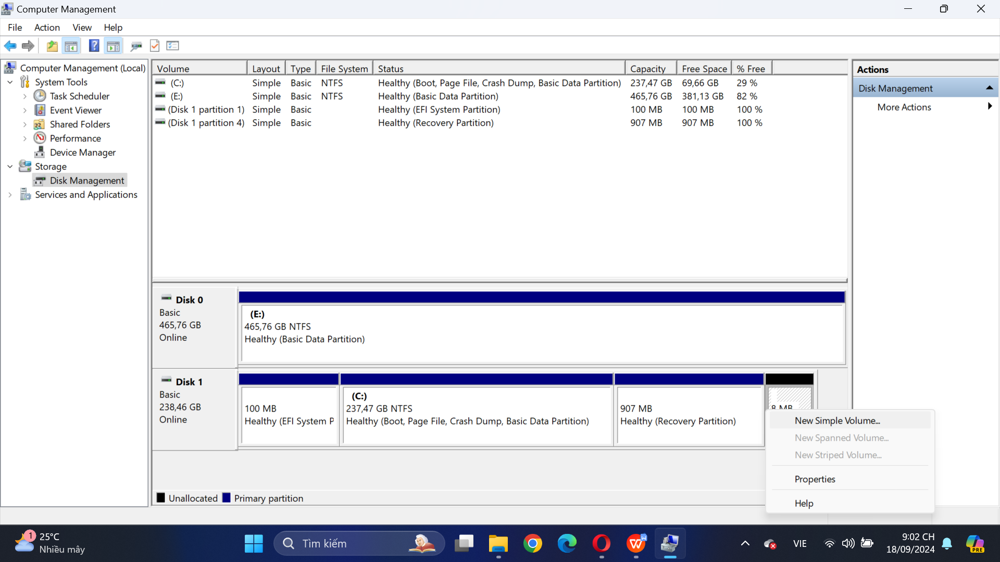 Computer Management
File Action View Help
Computer Management (Local)
System Tools
Task Scheduler
Event Viewer
Shared Folders
Performance
Device Manager
Storage
Disk Management
Services and Applications
Volume Layout Type File System Status Capacity Free Space % Free
(C:) Simple Basic NTFS Healthy (Boot, Page File, Crash Dump, Basic Data Partition) 237,47 GB 69,66 GB 29 %
(E:) Simple Basic NTFS Healthy (Basic Data Partition) 465,76 GB 381,13 GB 82 %
(Disk 1 partition 1) Simple Basic Healthy (EFI System Partition) 100 MB 100 MB 100 %
(Disk 1 partition 4) Simple Basic Healthy (Recovery Partition) 907 MB 907 MB 100 %
Actions
Disk Management
More Actions
Disk 0
Basic
465,76 GB
Online
(E:)
465,76 GB NTFS
Healthy (Basic Data Partition)
Disk 1
Basic
238,46 GB
Online
100 MB
Healthy (EFI System P
(C:)
237,47 GB NTFS
Healthy (Boot, Page File, Crash Dump, Basic Data Partition)
907 MB
Healthy (Recovery Partition)
8 MB
New Simple Volume...
New Spanned Volume...
New Striped Volume...
Properties
Help
Unallocated Primary partition
1
25°C
Nhiều mây
Tìm kiếm
VIE
9:02 CH
18/09/2024
PRE